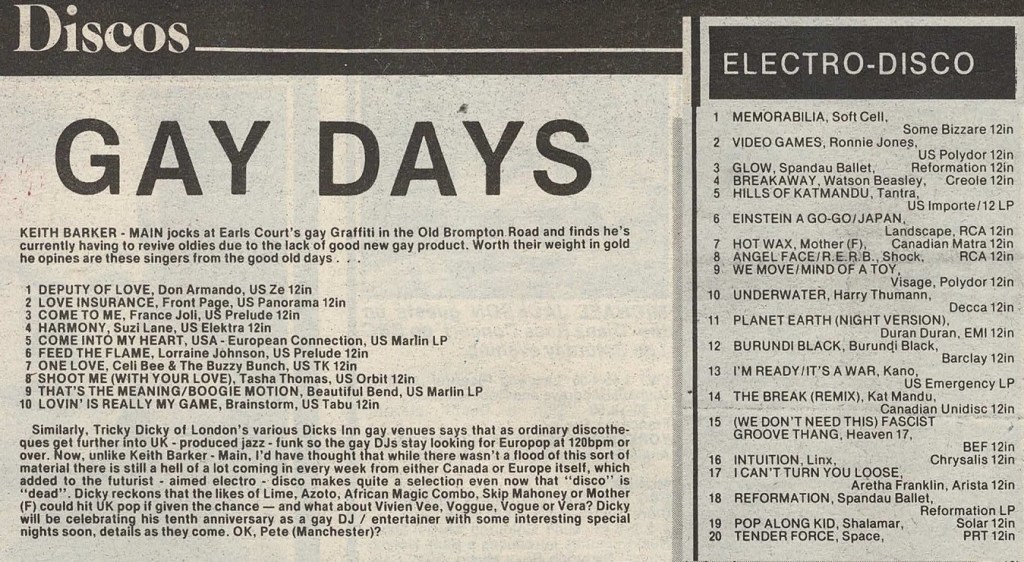 Discos
GAY DAYS
KEITH BARKER - MAIN jocks at Earls Court's gay Graffiti in the Old Brompton Road and finds he's
currently having to revive oldies due to the lack of good new gay product. Worth their weight in gold
he opines are these singers from the good old days . . .
1 DEPUTY OF LOVE, Don Armando, US Ze 12in
2 LOVE INSURANCE, Front Page, US Panorama 12in
3 COME TO ME, France Joli, US Prelude 12in
4 HARMONY, Suzi Lane, US Elektra 12in
5 COME INTO MY HEART, USA - European Connection, US Marlin LP
6 FEED THE FLAME, Lorraine Johnson, US Prelude 12in
7 ONE LOVE, Celi Bee & The Buzzy Bunch, US TK 12in
8 SHOOT ME (WITH YOUR LOVE), Tasha Thomas, US Orbit 12in
9 THAT'S THE MEANING/BOOGIE MOTION, Beautiful Bend, US Marlin LP
10 LOVIN' IS REALLY MY GAME, Brainstorm, US Tabu 12in
Similarly, Tricky Dicky of London's various Dicks Inn gay venues says that as ordinary discothe-
ques get further into UK - produced jazz - funk so the gay DJs stay looking for Europop at 120bpm or
over. Now, unlike Keith Barker - Main, I'd have thought that while there wasn't a flood of this sort of
material there is still a hell of a lot coming in every week from either Canada or Europe itself, which
added to the futurist - aimed electro - disco makes quite a selection even now that "disco" is
"dead". Dicky reckons that the likes of Lime, Azoto, African Magic Combo, Skip Mahoney or Mother
(F) could hit UK pop if given the chance — and what about Vivien Vee, Voggue, Vogue or Vera? Dicky
will be celebrating his tenth anniversary as a gay DJ / entertainer with some interesting special
nights soon, details as they come. OK, Pete (Manchester)?
ELECTRO-DISCO
1 MEMORABILIA, Soft Cell,
Some Bizzare 12in
2 VIDEO GAMES, Ronnie Jones,
US Polydor 12in
3 GLOW, Spandau Ballet, Reformation 12in
4 BREAKAWAY, Watson Beasley, Creole 12in
5 HILLS OF KATMANDU, Tantra,
US Importe/12 LP
6 EINSTEIN A GO-GO/JAPAN,
Landscape, RCA 12in
7 HOT WAX, Mother (F), Canadian Matra 12in
8 ANGEL FACE/R.E.R.B., Shock, RCA 12in
9 WE MOVE/MIND OF A TOY,
Visage, Polydor 12in
10 UNDERWATER, Harry Thumann,
Decca 12in
11 PLANET EARTH (NIGHT VERSION),
Duran Duran, EMI 12in
12 BURUNDI BLACK, Burundi Black,
Barclay 12in
13 I'M READY/IT'S A WAR, Kano,
US Emergency LP
14 THE BREAK (REMIX), Kat Mandu,
Canadian Unidisc 12in
15 (WE DON'T NEED THIS) FASCIST
GROOVE THANG, Heaven 17,
BEF 12in
16 INTUITION, Linx, Chrysalis 12in
17 I CAN'T TURN YOU LOOSE,
Aretha Franklin, Arista 12in
18 REFORMATION, Spandau Ballet,
Reformation LP
19 POP ALONG KID, Shalamar, Solar 12in
20 TENDER FORCE, Space, PRT 12in